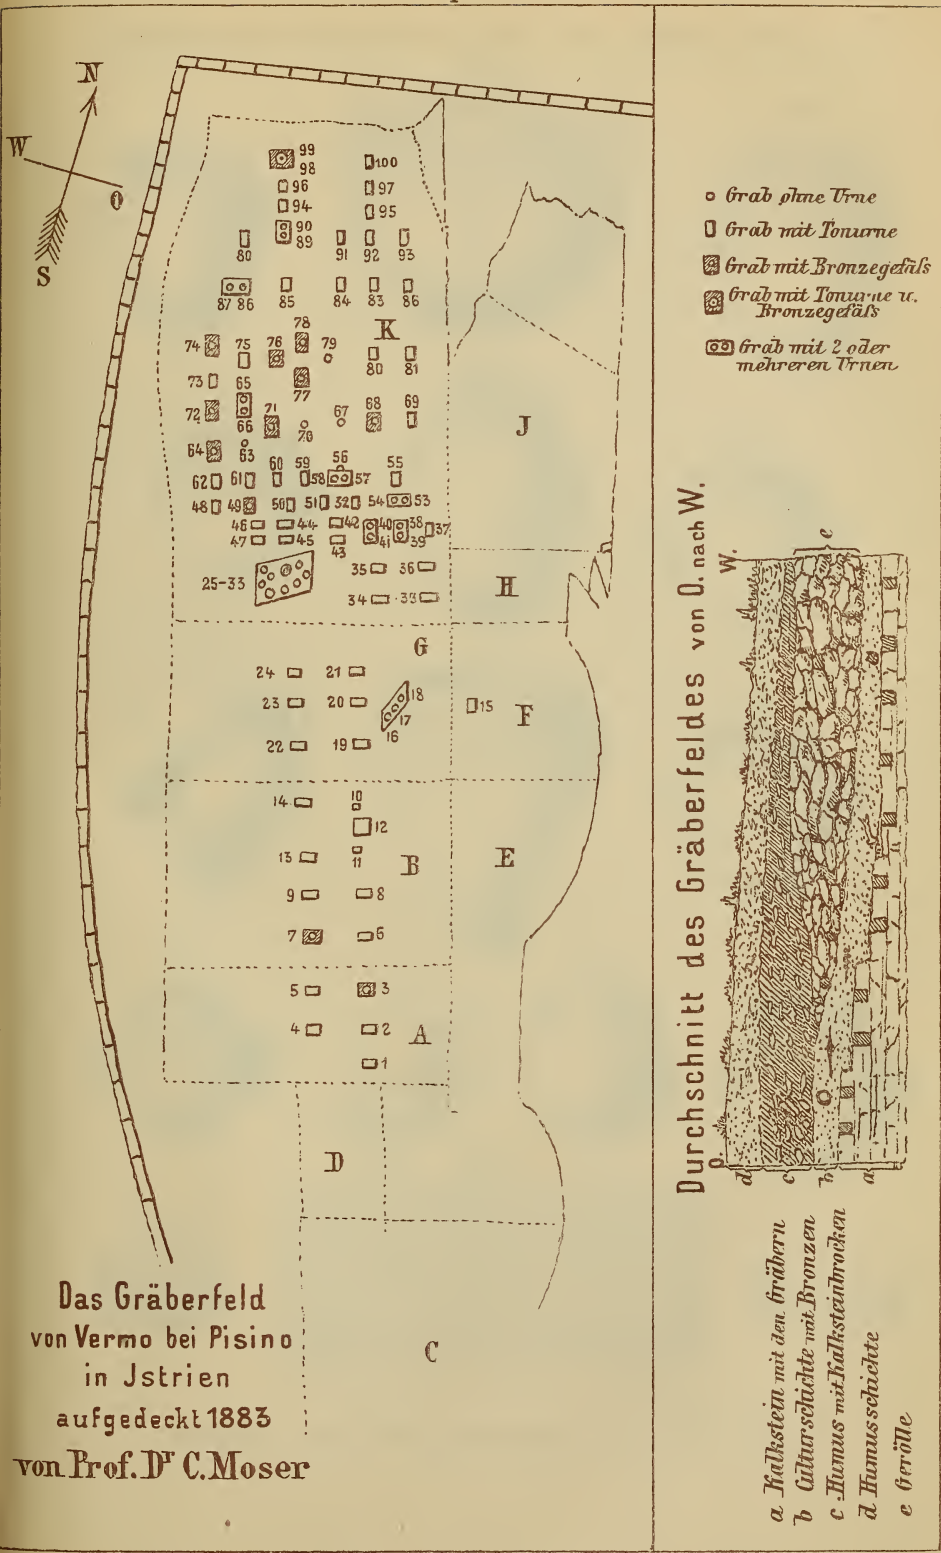 N
W
O
S
99
98
100
96
97
94
95
90
89
80
91
92
93
87 86
85
84
83
86
78
K
74
75
76
79
80
81
73
65
77
72
71
67
68
69
66
70
64
63
60
59
56
55
62
61
58
57
48
49
50
51
32
54
53
46
44
42
40
38
37
47
45
43
41
39
25-33
35
36
34
33
J
H
G
24
21
18
23
20
17
15
F
22
19
16
14
10
12
13
11
B
E
9
8
7
6
5
3
4
2
A
1
D
C
Das Gräberfeld
von Vermo bei Pisino
in Jstrien
aufgedeckt 1883
von Prof. Dr C. Moser
Grab ohne Urne
Grab mit Tonurne
Grab mit Bronzegefäſs
Grab mit Tonurne u.
Bronzegefäſs
Grab mit 2 oder
mehreren Urnen
Durchschnitt des Gräberfeldes von O. nach W.
W.
e
O
d
c
b
a
a Kalkstein mit den Gräbern
b Culturschichte mit Bronzen
c Humus mit Kalksteinbrocken
d Humusschichte
e Gerölle